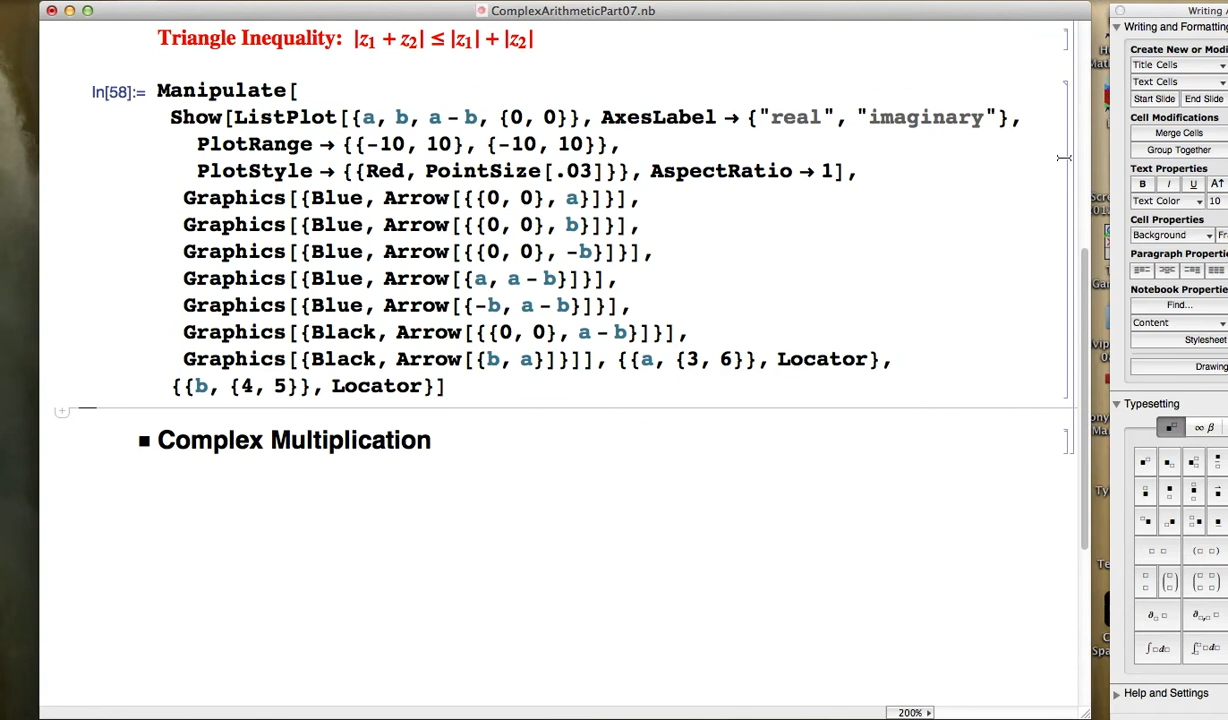 ComplexArithmeticPart07.nb
Triangle Inequality: |z₁ + z₂| ≤ |z₁| + |z₂|
In[58]:= Manipulate[
Show[ListPlot[{a, b, a - b, {0, 0}}, AxesLabel → {"real", "imaginary"},
PlotRange → {{-10, 10}, {-10, 10}},
PlotStyle → {{Red, PointSize[.03]}}, AspectRatio → 1],
Graphics[{Blue, Arrow[{{0, 0}, a}]}],
Graphics[{Blue, Arrow[{{0, 0}, b}]}],
Graphics[{Blue, Arrow[{{0, 0}, -b}]}],
Graphics[{Blue, Arrow[{a, a - b}]}],
Graphics[{Blue, Arrow[{-b, a - b}]}],
Graphics[{Black, Arrow[{{0, 0}, a - b}]}],
Graphics[{Black, Arrow[{b, a}]}]], {{a, {3, 6}}, Locator},
{{b, {4, 5}}, Locator}]
■ Complex Multiplication
200%
Writing A
Writing and Formatting
Create New or Modi
Title Cells
Text Cells
Start Slide End Slide
Cell Modifications
Merge Cells
Group Together
Text Properties
B I U A↑
Text Color 10
Cell Properties
Background Fr
Paragraph Properti
Notebook Properties
Find...
Content
Stylesheet
Drawing
Typesetting
∞ β
∫□d□
Help and Settings